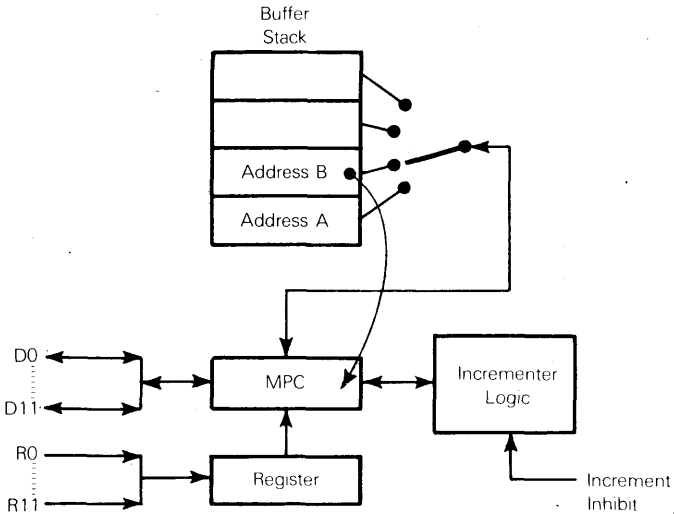 Buffer
Stack
Address B
Address A
D0
D11
MPC
Incrementer
Logic
R0
R11
Register
Increment
Inhibit